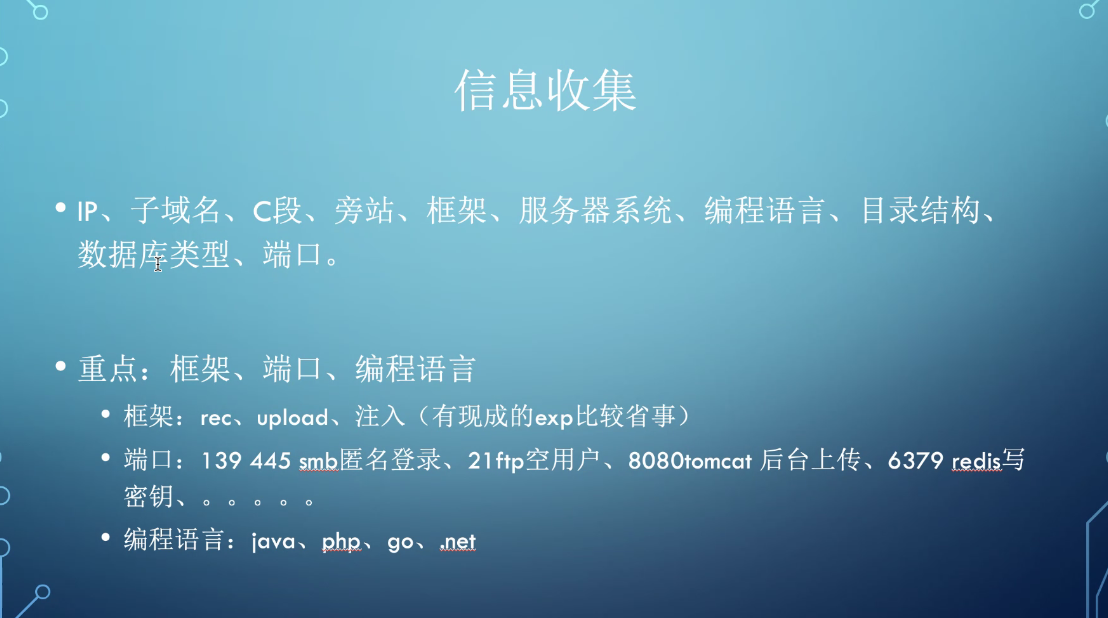 信息收集
• IP、子域名、C段、旁站、框架、服务器系统、编程语言、目录结构、
数据库类型、端口。
• 重点：框架、端口、编程语言
• 框架：rec、upload、注入（有现成的exp比较省事）
• 端口：139 445 smb匿名登录、21ftp空用户、8080tomcat 后台上传、6379 redis写
密钥、。。。。。
• 编程语言：java、php、go、.net